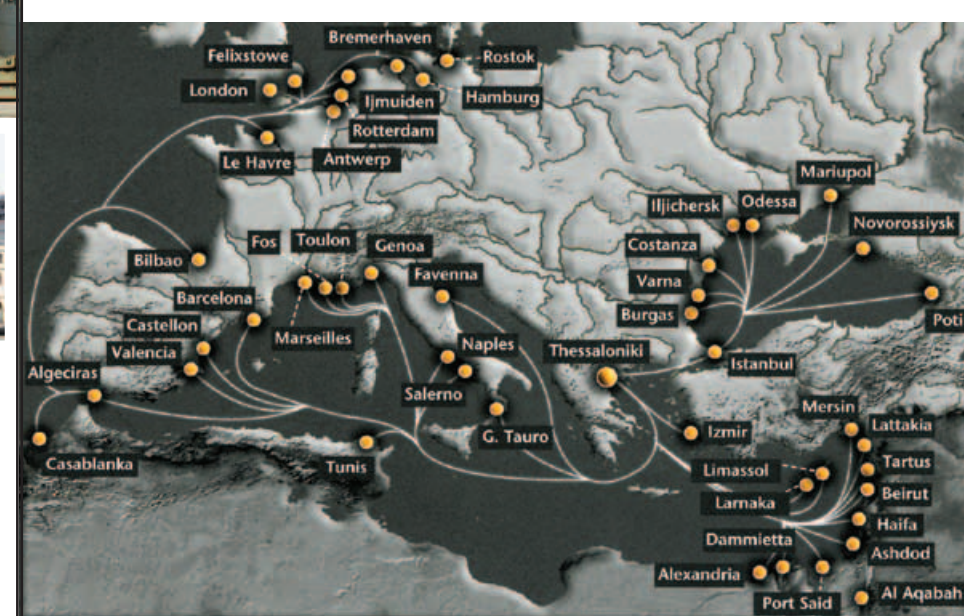 Bremerhaven
Felixstowe
Rostok
London
Hamburg
Ijmuiden
Rotterdam
Le Havre
Antwerp
Mariupol
Iljichersk
Odessa
Novorossiysk
Fos
Toulon
Genoa
Costanza
Bilbao
Favenna
Varna
Barcelona
Burgas
Poti
Castellon
Marseilles
Naples
Valencia
Thessaloniki
Istanbul
Algeciras
Salerno
Mersin
Lattakia
G. Tauro
Izmir
Casablanka
Tunis
Limassol
Tartus
Larnaka
Beirut
Haifa
Dammietta
Ashdod
Alexandria
Al Aqabah
Port Said